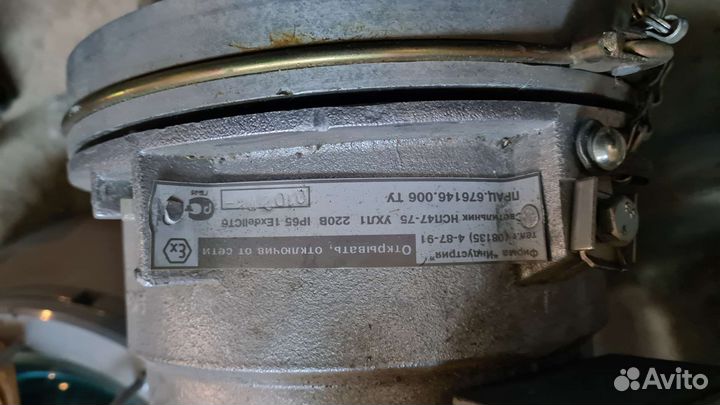 Фирма "Индустрия"
тел.: (08135) 4-87-91
Светильник НСП47-75 УХЛ1 220В IP65 1ExdeIICT6
ПРАЦ.676146.006 ТУ
Открывать, отключив от сети
Ex
Avito